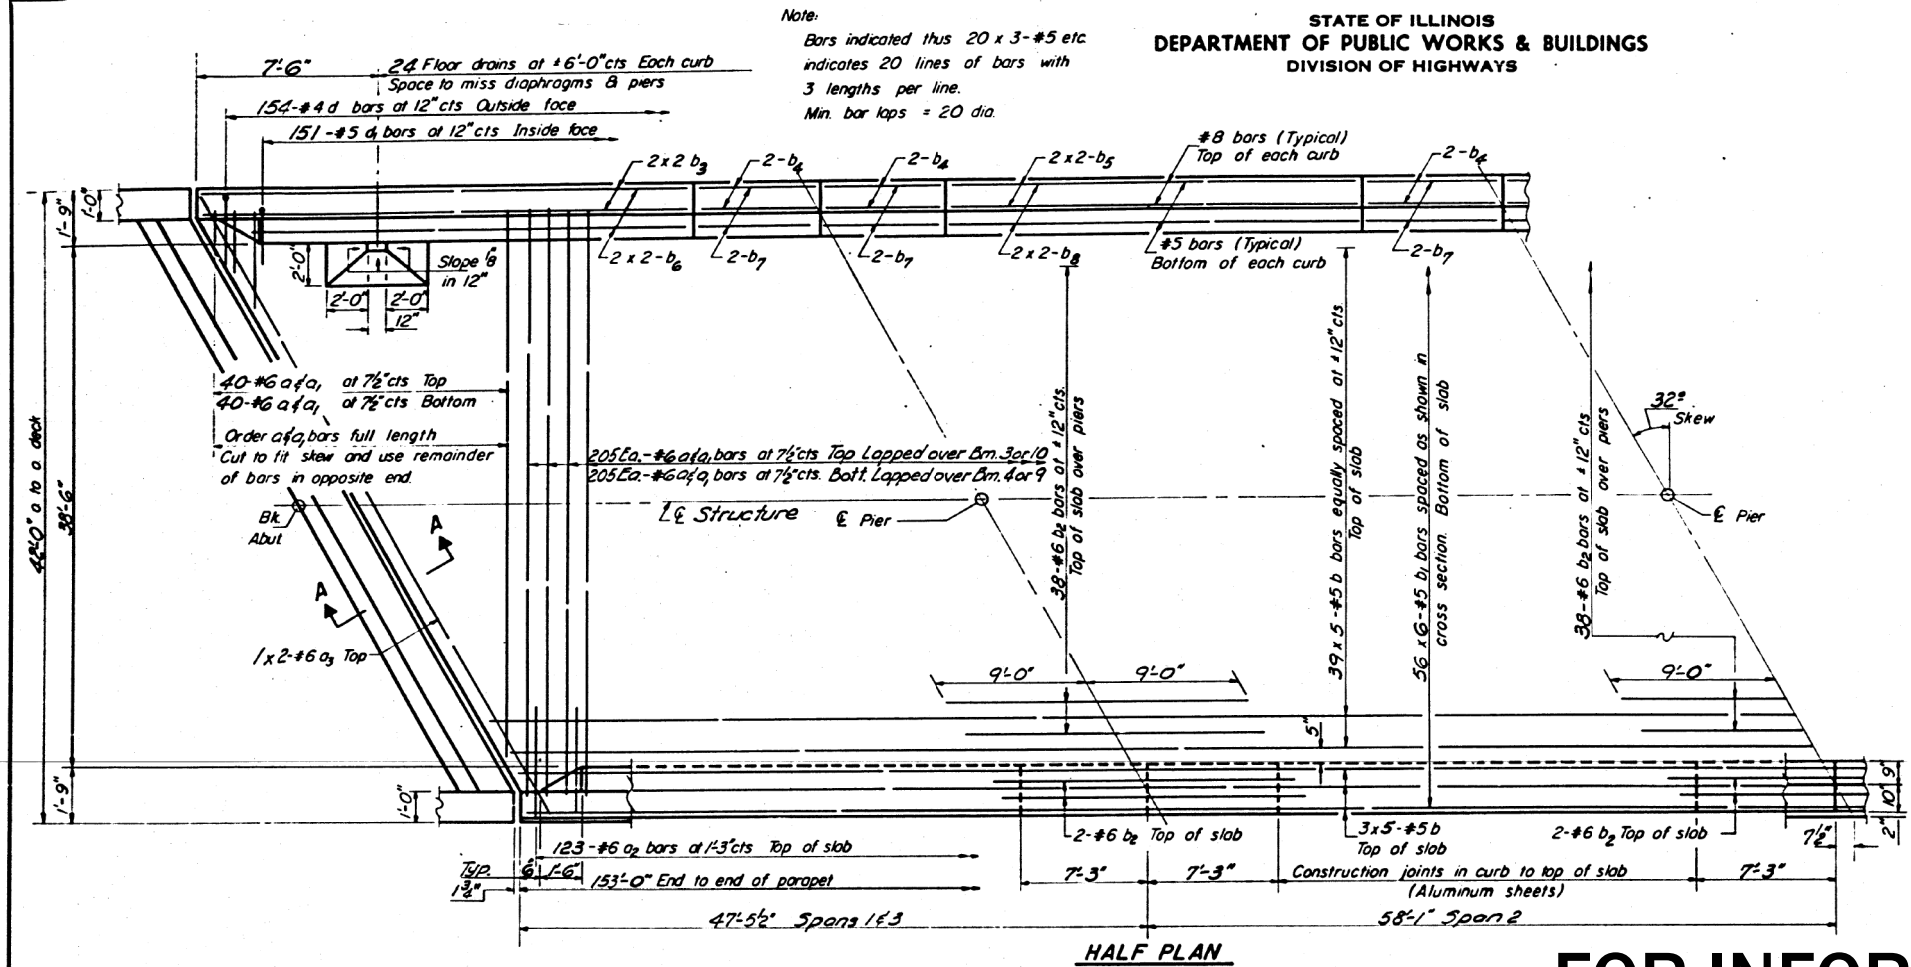 Note:
Bars indicated thus 20 x 3-#5 etc.
indicates 20 lines of bars with
3 lengths per line.
Min. bar laps = 20 dia.
STATE OF ILLINOIS
DEPARTMENT OF PUBLIC WORKS & BUILDINGS
DIVISION OF HIGHWAYS
7'-6"
24 Floor drains at ±6'-0"cts Each curb
Space to miss diaphragms & piers
154-#4 d bars at 12"cts Outside face
151-#5 d₁ bars at 12"cts Inside face
2 x 2 b₃
2-b₄
2-b₄
2 x 2-b₅
#8 bars (Typical)
Top of each curb
2-b₄
1'-0"
1'-9"
2'-0"
Slope 1/8
in 12"
2 x 2-b₆
2-b₇
2-b₇
2 x 2-b₈
#5 bars (Typical)
Bottom of each curb
2-b₇
2'-0"
2'-0"
12"
40-#6 a & a₁ at 7½"cts Top
40-#6 a & a₁ at 7½"cts Bottom
Order a & a₁ bars full length
Cut to fit skew and use remainder
of bars in opposite end.
205 Ea.-#6 a & a₁ bars at 7½"cts Top Lapped over Bm. 3 or 10
205 Ea.-#6 a & a₁ bars at 7½"cts. Bott. Lapped over Bm. 4 or 9
38-#6 b₂ bars at ±12"cts.
Top of slab over piers
39 x 5-#5 b bars equally spaced at ±12"cts
Top of slab
56 x 6-#5 b₁ bars spaced as shown in
cross section. Bottom of slab
38-#6 b₂ bars at ±12"cts
Top of slab over piers
32°
Skew
42'-0" o to o deck
38'-6"
Bk.
Abut
℄ Structure
℄ Pier
℄ Pier
A
A
1 x 2-#6 a₃ Top
9'-0"
9'-0"
9'-0"
5"
1'-9"
1'-0"
9"
10"
2"
2-#6 b₂ Top of slab
3 x 5-#5 b
Top of slab
2-#6 b₂ Top of slab
7½"
123-#6 a₂ bars at 1'-3"cts Top of slab
Typ.
6"
1'-6"
1¾"
153'-0" End to end of parapet
7'-3"
7'-3"
Construction joints in curb to top of slab
(Aluminum sheets)
7'-3"
47'-5½" Spans 1 & 3
58'-1" Span 2
HALF PLAN
FOR INFOR